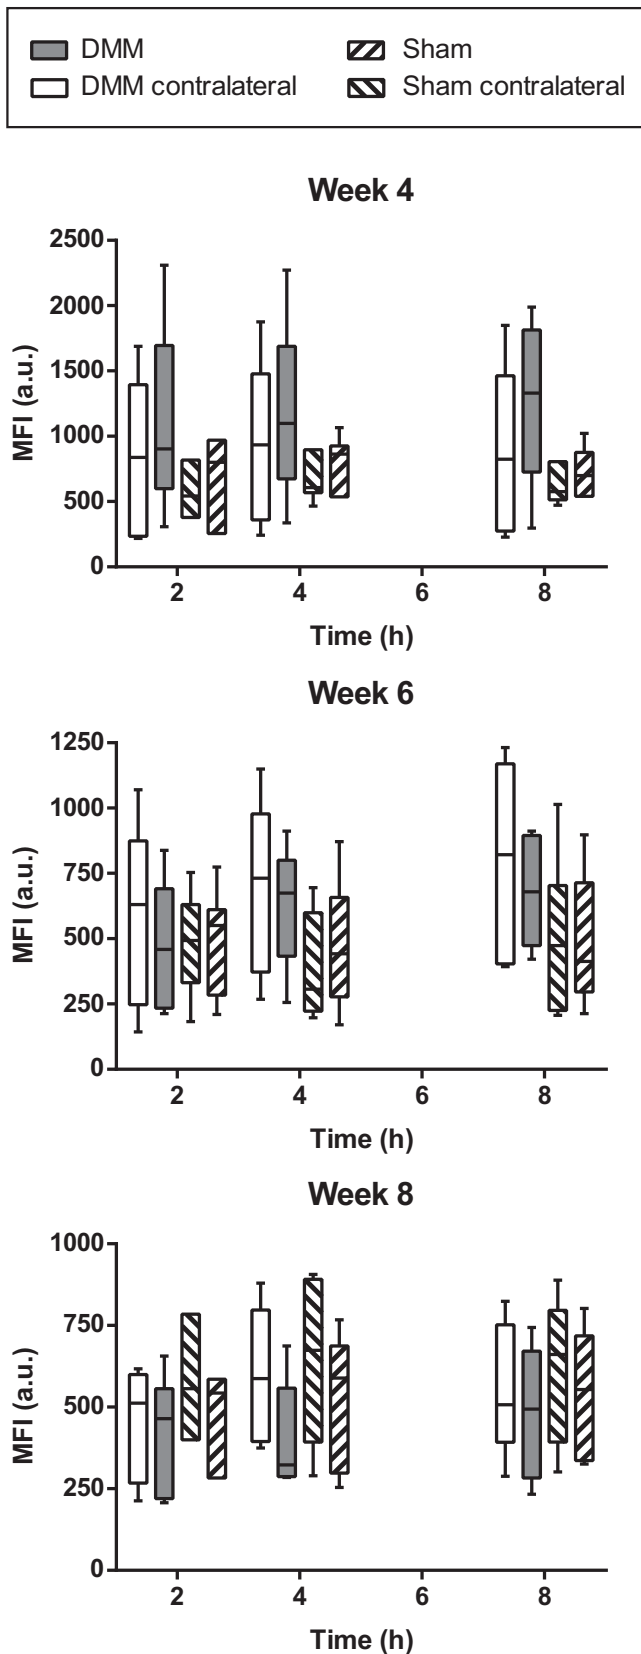 DMM
Sham
DMM contralateral
Sham contralateral
Week 4
MFI (a.u.)
2500
2000
1500
1000
500
0
2 4 6 8
Time (h)
Week 6
MFI (a.u.)
1250
1000
750
500
250
0
2 4 6 8
Time (h)
Week 8
MFI (a.u.)
1000
750
500
250
0
2 4 6 8
Time (h)